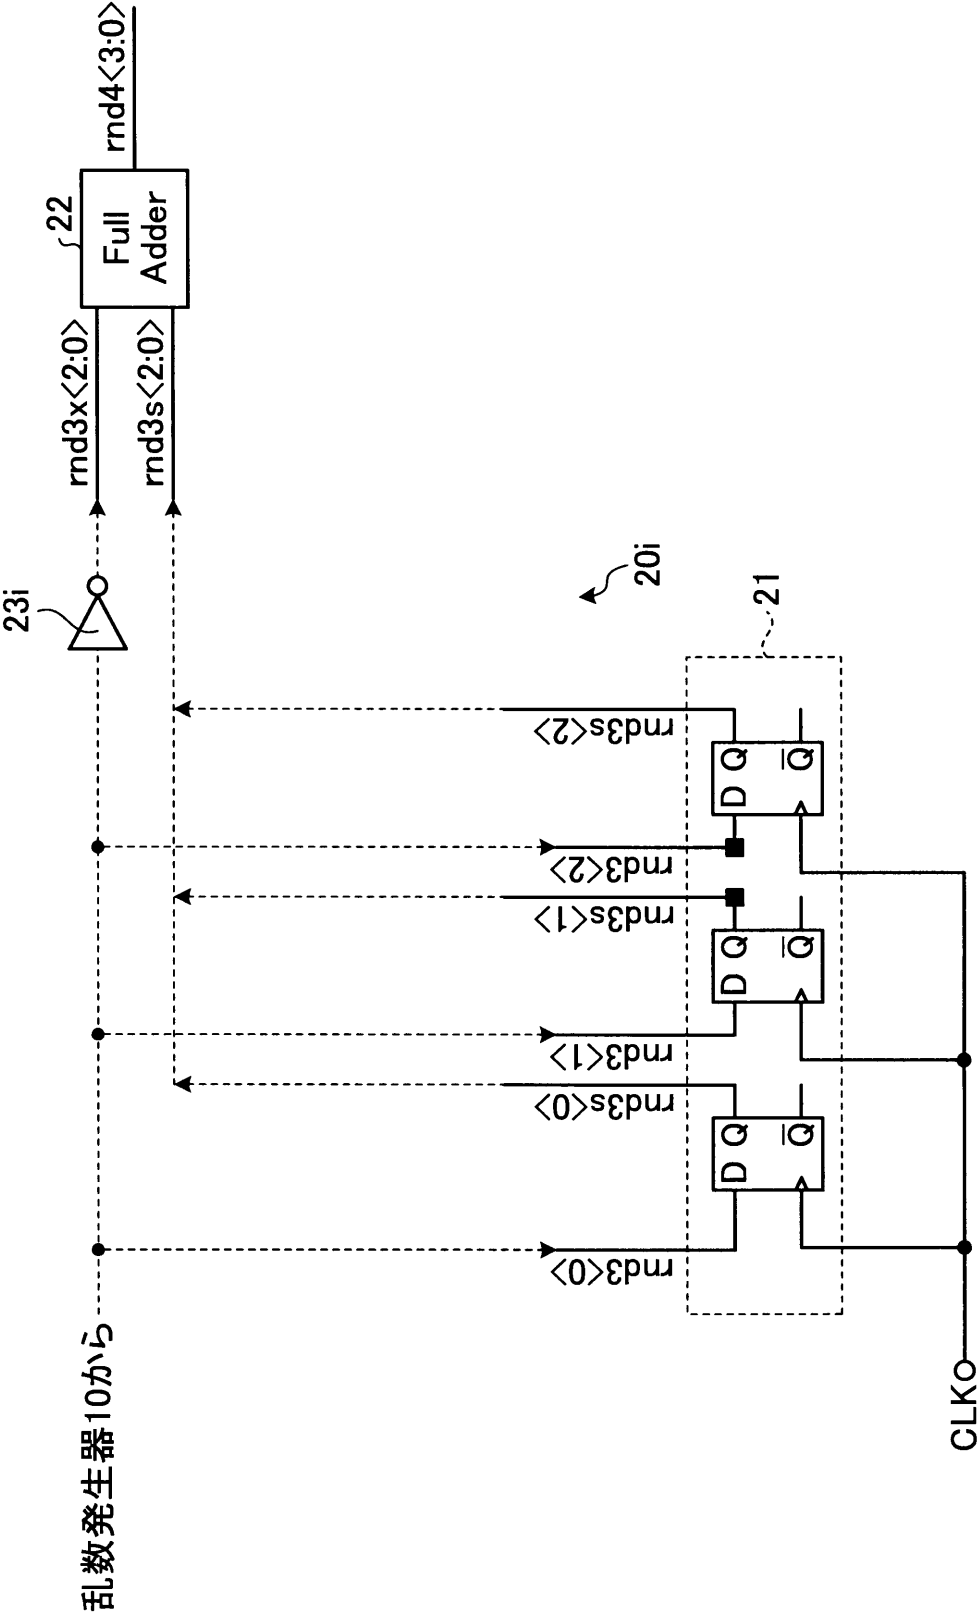 乱数発生器10から
23i
rnd3x<2:0>
rnd3s<2:0>
22
Full
Adder
rnd4<3:0>
rnd3<0>
rnd3s<0>
rnd3<1>
rnd3s<1>
rnd3<2>
rnd3s<2>
20i
21
D Q
Q̅
D Q
Q̅
D Q
Q̅
CLK